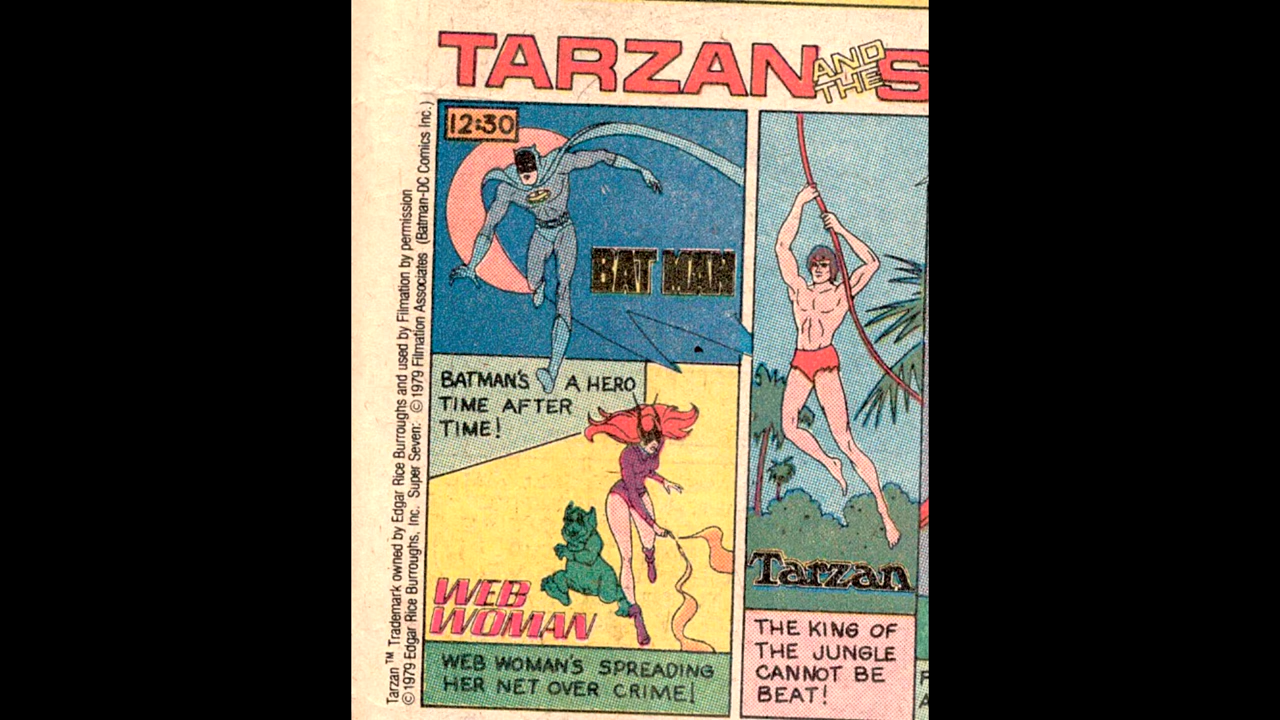 TARZAN AND THE S
12:30
BAT MAN
BATMAN'S A HERO
TIME AFTER
TIME!
WEB
WOMAN
WEB WOMAN'S SPREADING
HER NET OVER CRIME!
Tarzan
THE KING OF
THE JUNGLE
CANNOT BE
BEAT!
Tarzan™ Trademark owned by Edgar Rice Burroughs and used by Filmation by permission
©1979 Edgar Rice Burroughs, Inc. Super Seven: ©1979 Filmation Associates (Batman-DC Comics Inc.)